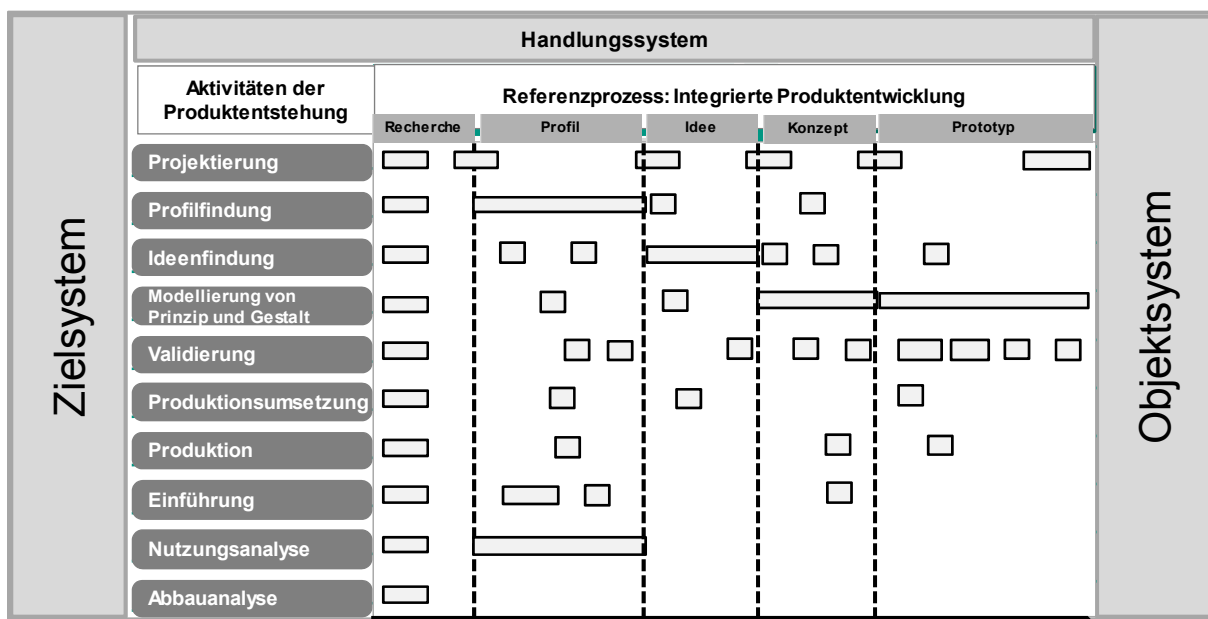 Zielsystem
Handlungssystem
Aktivitäten der
Produktentstehung
Referenzprozess: Integrierte Produktentwicklung
Recherche Profil Idee Konzept Prototyp
Projektierung
Profilfindung
Ideenfindung
Modellierung von
Prinzip und Gestalt
Validierung
Produktionsumsetzung
Produktion
Einführung
Nutzungsanalyse
Abbauanalyse
Objektsystem